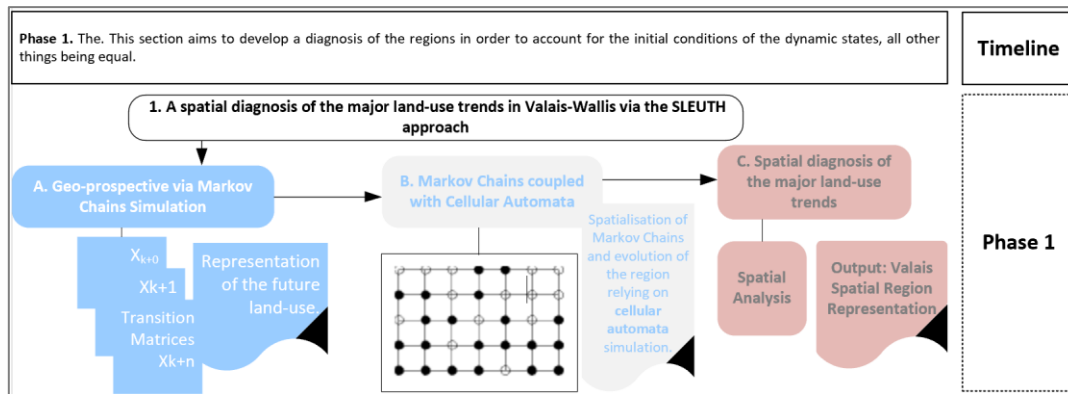 Phase 1. The. This section aims to develop a diagnosis of the regions in order to account for the initial conditions of the dynamic states, all other
things being equal.
Timeline
1. A spatial diagnosis of the major land-use trends in Valais-Wallis via the SLEUTH
approach
A. Geo-prospective via Markov
Chains Simulation
B. Markov Chains coupled
with Cellular Automata
C. Spatial diagnosis of
the major land-use
trends
Xk+0
Xk+1
Transition
Matrices
Xk+n
Representation
of the future
land-use.
Spatialisation of
Markov Chains
and evolution of
the region
relying on
cellular
automata
simulation.
Spatial
Analysis
Output: Valais
Spatial Region
Representation
Phase 1